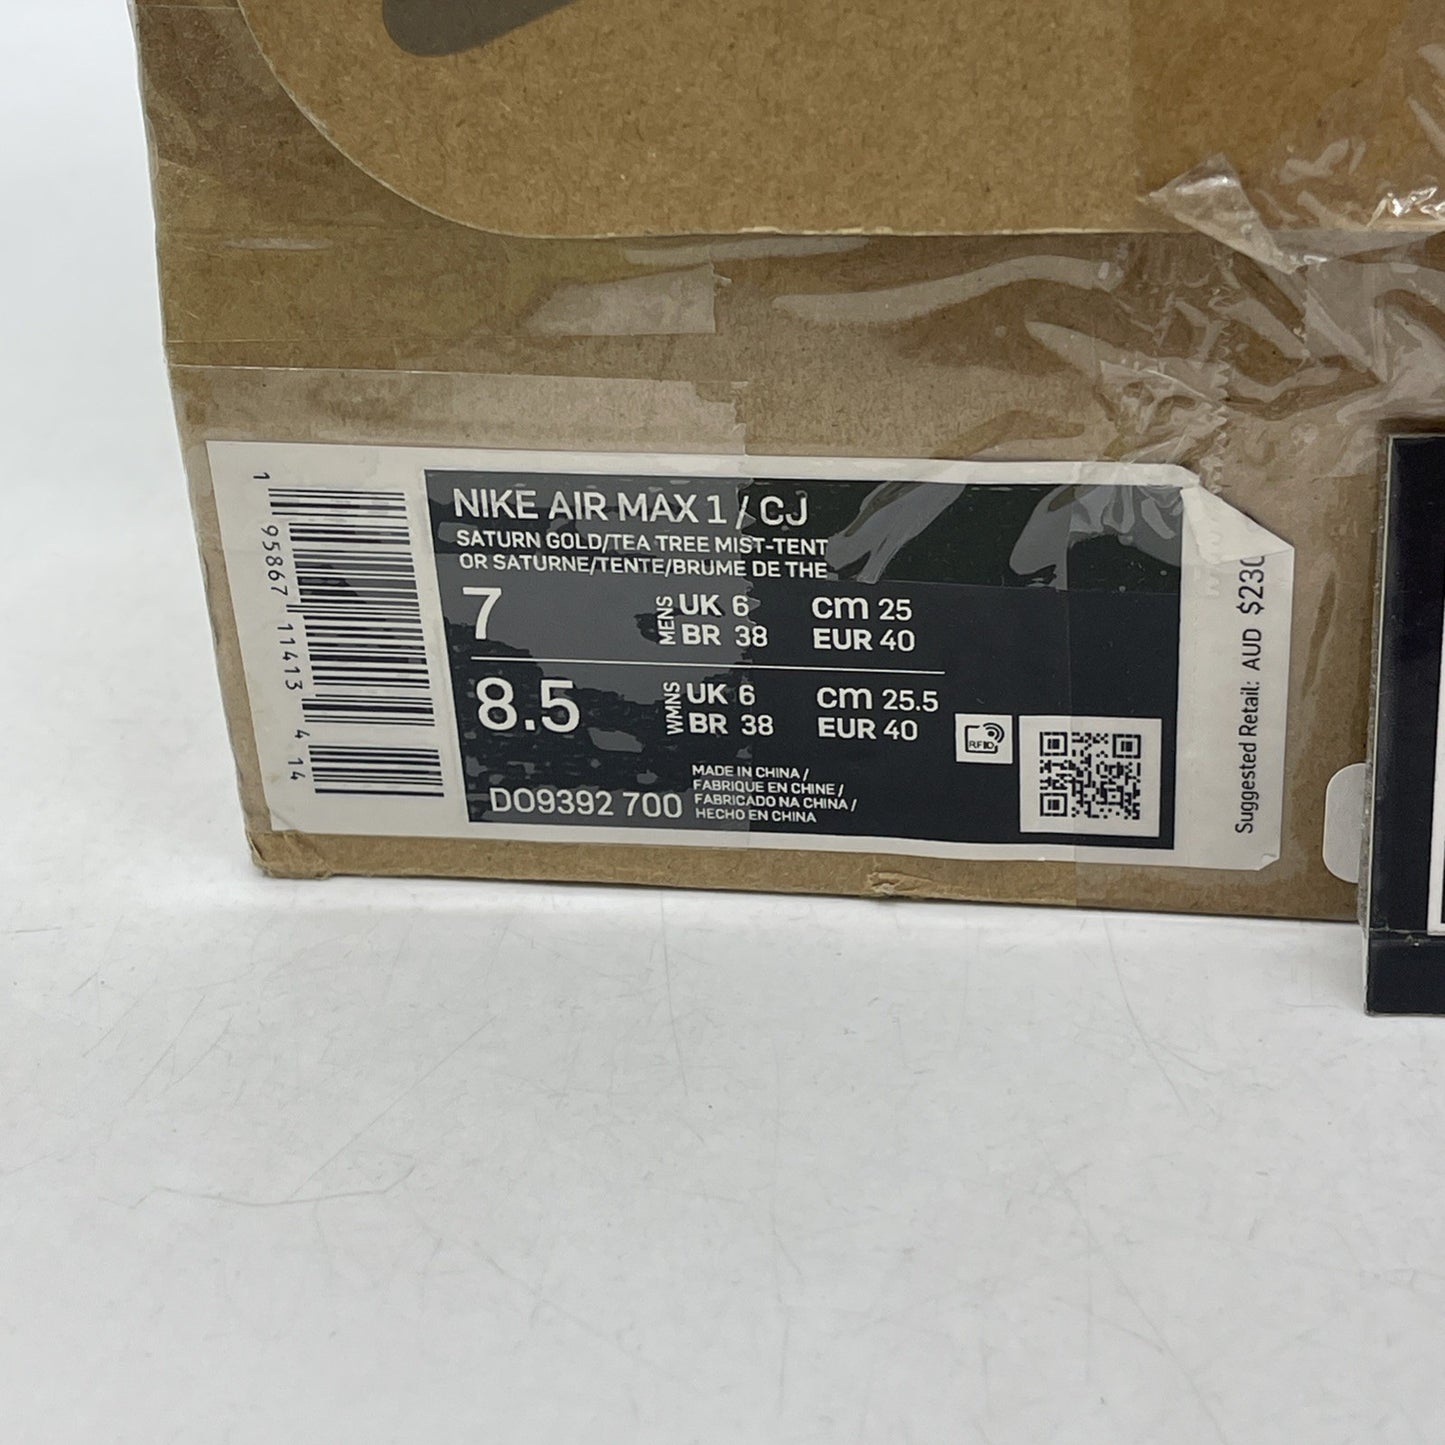 NIKE AIR MAX 1 / CJ
SATURN GOLD/TEA TREE MIST-TENT
OR SATURNE/TENTE/BRUME DE THE
7 MENS UK 6 cm 25
BR 38 EUR 40
8.5 WMNS UK 6 cm 25.5
BR 38 EUR 40
RFID
DO9392 700
MADE IN CHINA /
FABRIQUE EN CHINE /
FABRICADO NA CHINA /
HECHO EN CHINA
1 95867 11413 4 14
Suggested Retail: AUD $230